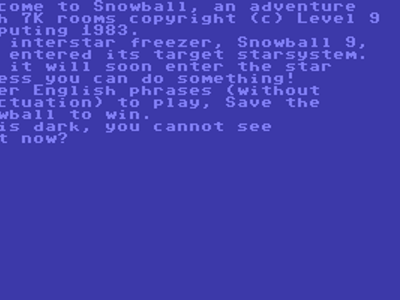 come to Snowball, an adventure
h 7K rooms copyright (c) Level 9
puting 1983.
interstar freezer, Snowball 9,
entered its target starsystem.
it will soon enter the star
ess you can do something!
er English phrases (without
ctuation) to play, Save the
wball to win.
is dark, you cannot see
t now?